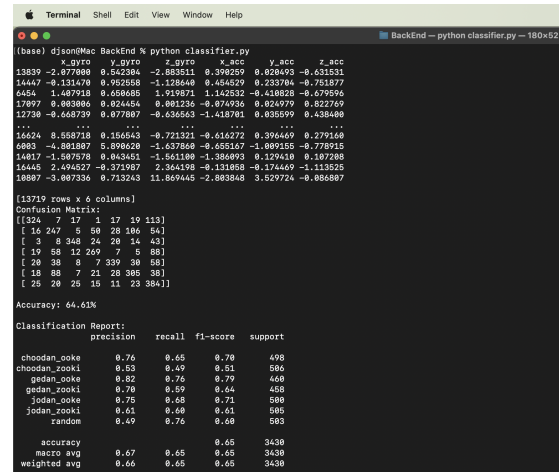 Terminal Shell Edit View Window Help
BackEnd — python classifier.py — 180×52
(base) djson@Mac BackEnd % python classifier.py
x_gyro y_gyro z_gyro x_acc y_acc z_acc
13839 -2.077000 0.542304 -2.883511 0.390259 0.020493 -0.631531
14447 -0.131470 0.952558 -1.128640 0.454529 0.233704 -0.751877
6454 1.407918 0.650685 1.919871 1.142532 -0.410828 -0.679596
17097 0.003006 0.024454 0.001236 -0.074936 0.024979 0.822769
12730 -0.668739 0.077807 -0.636563 -1.418701 0.035599 0.438400
... ... ... ... ... ... ...
16624 8.558718 0.156543 -0.721321 -0.616272 0.396469 0.279160
6003 -4.801807 5.890620 -1.637860 -0.655167 -1.009155 -0.778915
14017 -1.507578 0.043451 -1.561100 -1.386093 0.129410 0.107208
16445 2.494527 -0.371987 2.364198 -0.131058 -0.174469 -1.113525
10807 -3.007336 0.713243 11.869445 -2.803848 3.529724 -0.086807
[13719 rows x 6 columns]
Confusion Matrix:
[[324 7 17 1 17 19 113]
[ 16 247 5 50 28 106 54]
[ 3 8 348 24 20 14 43]
[ 19 58 12 269 7 5 88]
[ 20 38 8 7 339 30 58]
[ 18 88 7 21 28 305 38]
[ 25 20 25 15 11 23 384]]
Accuracy: 64.61%
Classification Report:
precision recall f1-score support
choodan_ooke 0.76 0.65 0.70 498
choodan_zooki 0.53 0.49 0.51 506
gedan_ooke 0.82 0.76 0.79 460
gedan_zooki 0.70 0.59 0.64 458
jodan_ooke 0.75 0.68 0.71 500
jodan_zooki 0.61 0.60 0.61 505
random 0.49 0.76 0.60 503
accuracy 0.65 3430
macro avg 0.67 0.65 0.65 3430
weighted avg 0.66 0.65 0.65 3430